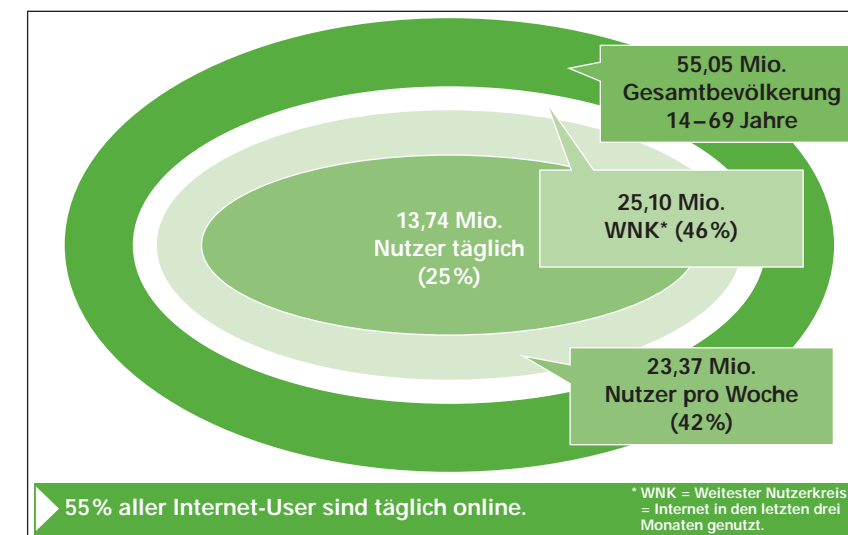 55,05 Mio.
Gesamtbevölkerung
14–69 Jahre
25,10 Mio.
WNK* (46%)
13,74 Mio.
Nutzer täglich
(25%)
23,37 Mio.
Nutzer pro Woche
(42%)
55% aller Internet-User sind täglich online.
* WNK = Weitester Nutzerkreis
= Internet in den letzten drei
Monaten genutzt.